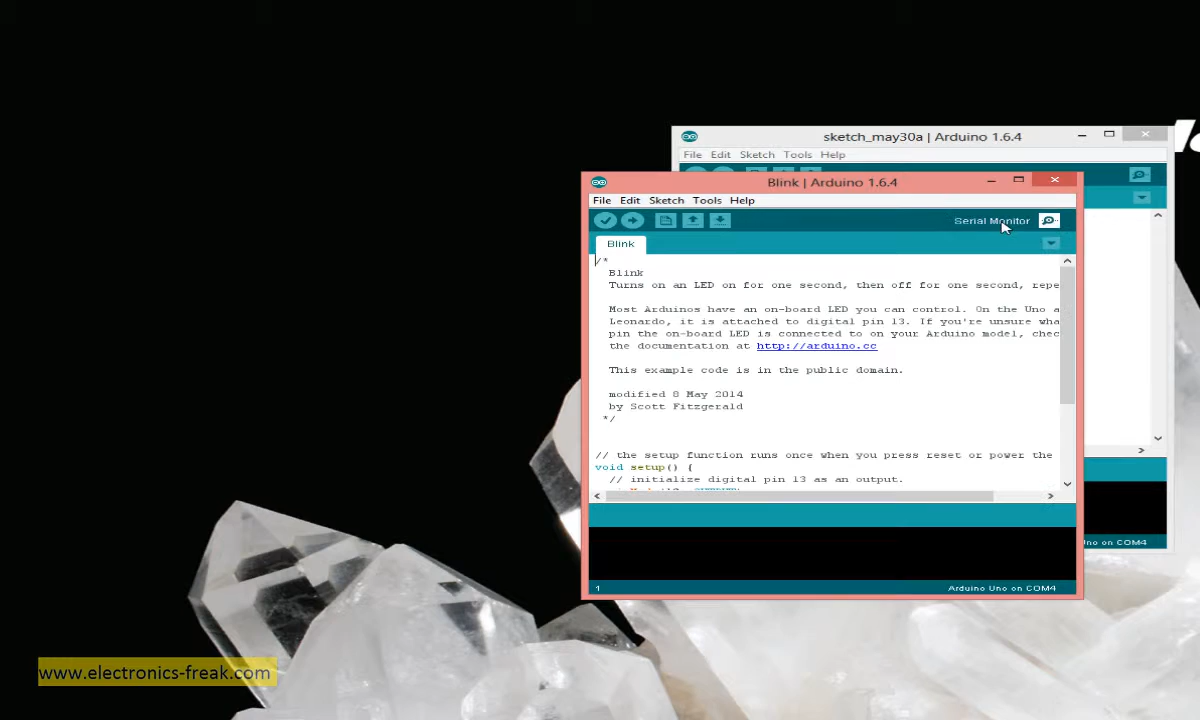 sketch_may30a | Arduino 1.6.4
File Edit Sketch Tools Help
Blink | Arduino 1.6.4
File Edit Sketch Tools Help
Serial Monitor
Blink
/*
Blink
Turns on an LED on for one second, then off for one second, repe
Most Arduinos have an on-board LED you can control. On the Uno a
Leonardo, it is attached to digital pin 13. If you're unsure wha
pin the on-board LED is connected to on your Arduino model, chec
the documentation at http://arduino.cc
This example code is in the public domain.
modified 8 May 2014
by Scott Fitzgerald
*/
// the setup function runs once when you press reset or power the
void setup() {
// initialize digital pin 13 as an output.
Uno on COM4
1
Arduino Uno on COM4
www.electronics-freak.com